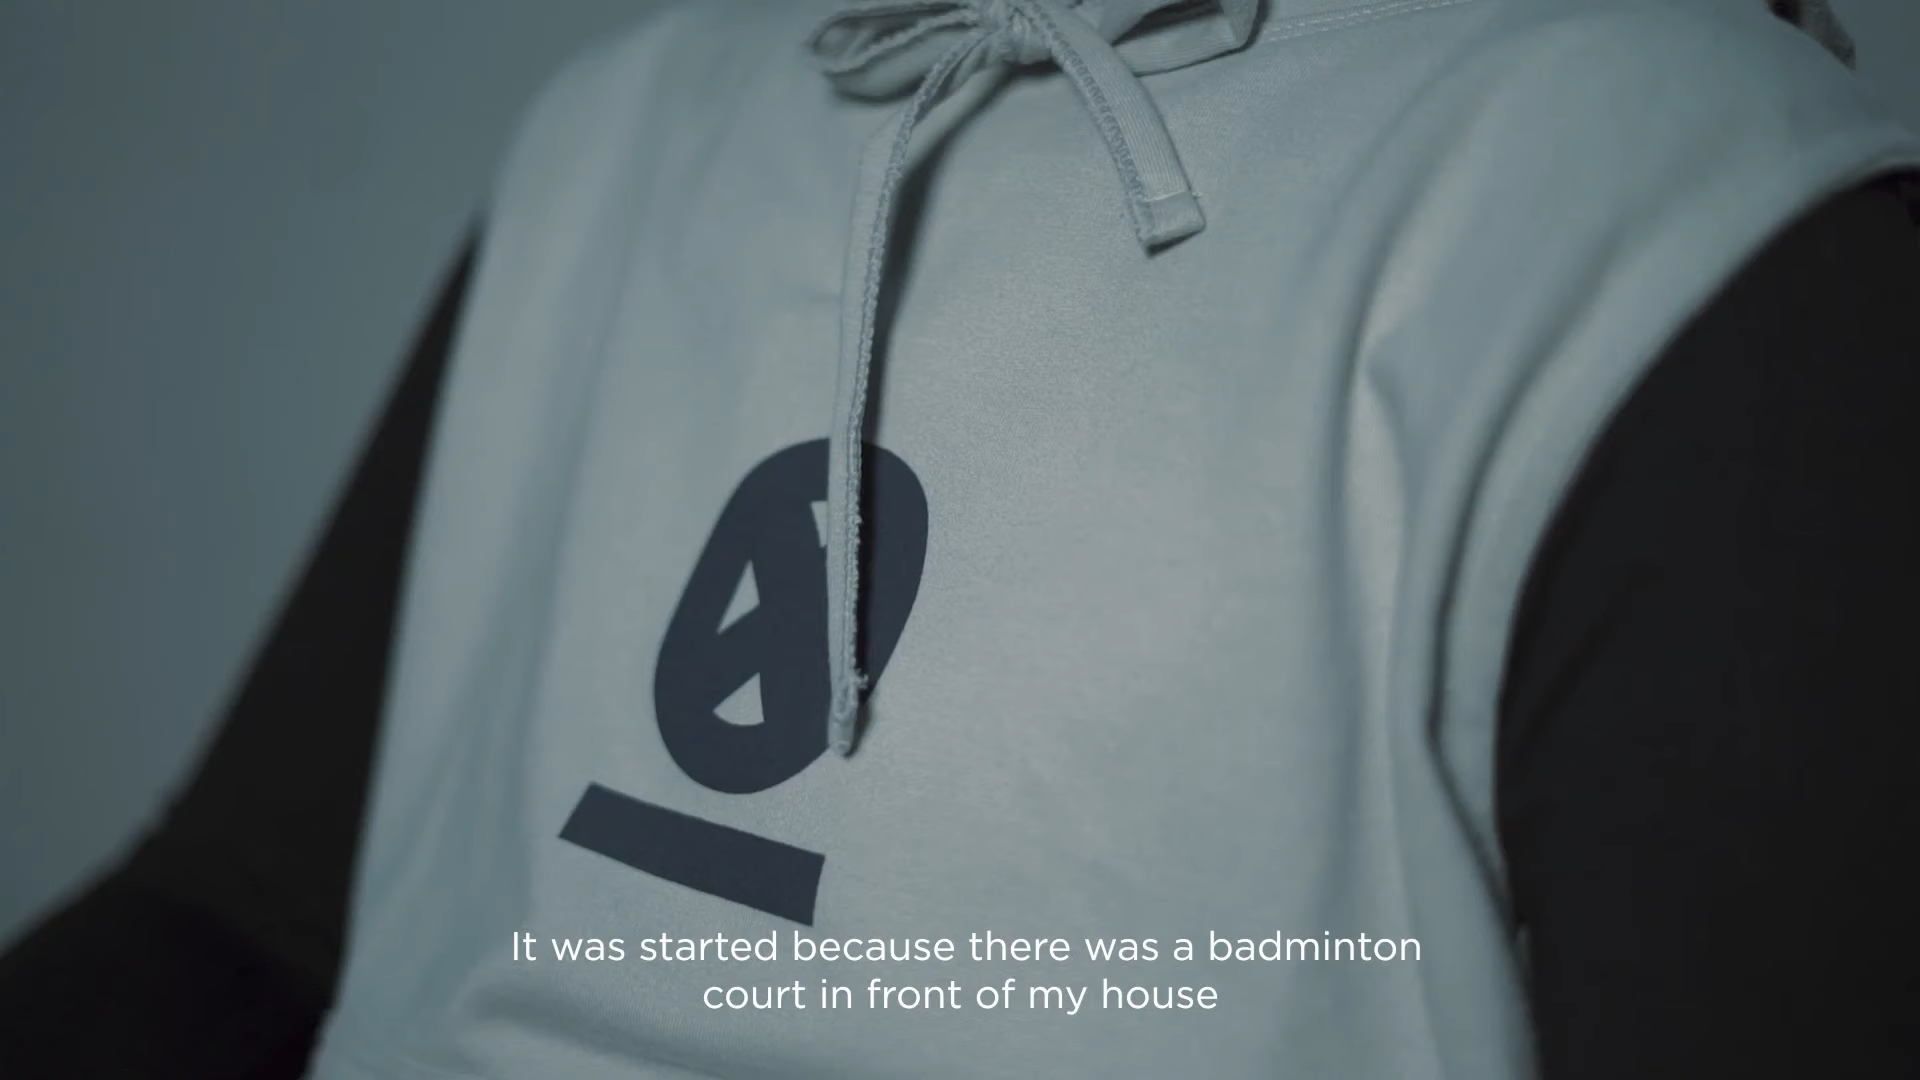 It was started because there was a badminton
court in front of my house